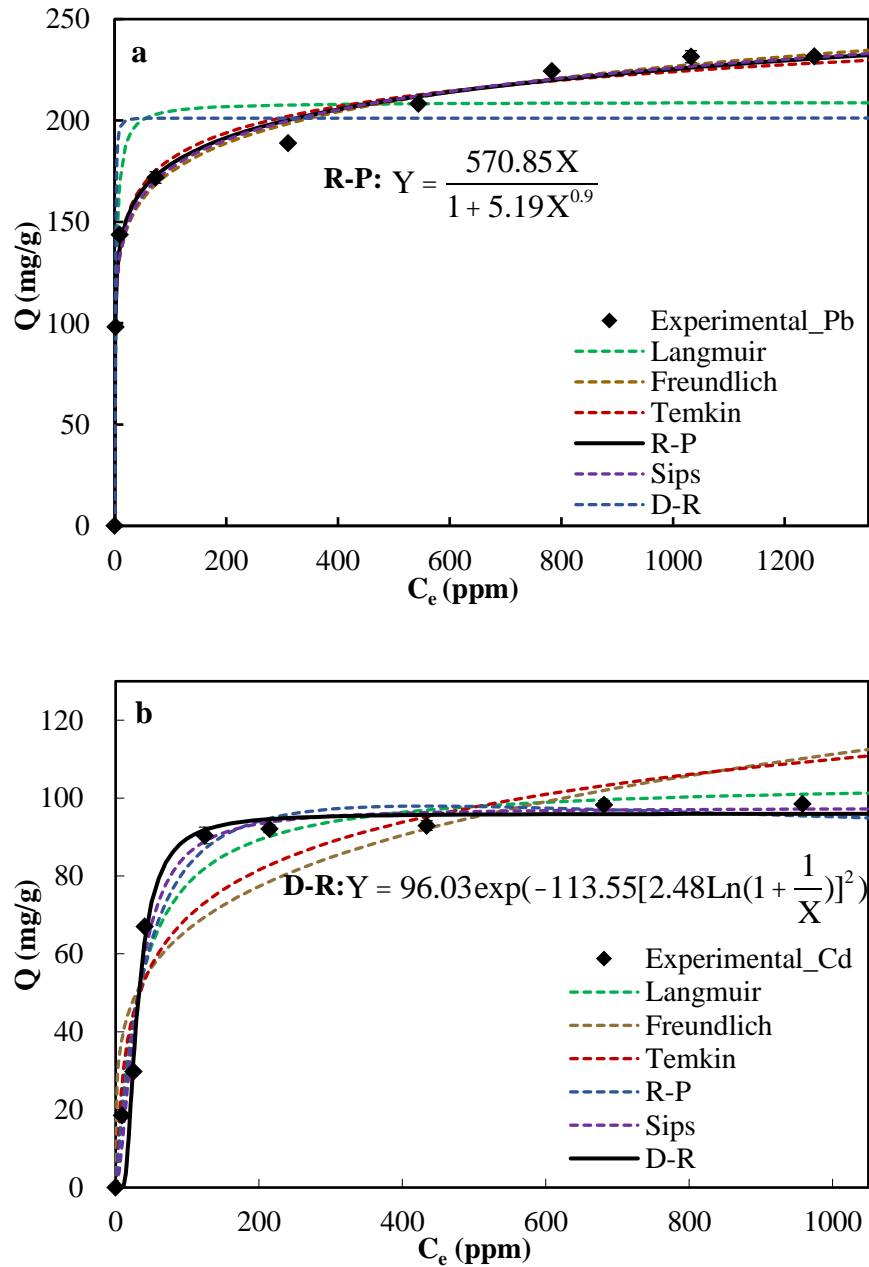 a
250
200
150
100
50
0
Q (mg/g)
R-P: Y = 570.85X / 1 + 5.19X^0.9
Experimental_Pb
Langmuir
Freundlich
Temkin
R-P
Sips
D-R
0 200 400 600 800 1000 1200
Ce (ppm)
b
120
100
80
60
40
20
0
Q (mg/g)
D-R: Y = 96.03exp(-113.55[2.48Ln(1 + 1/X)]^2)
Experimental_Cd
Langmuir
Freundlich
Temkin
R-P
Sips
D-R
0 200 400 600 800 1000
Ce (ppm)